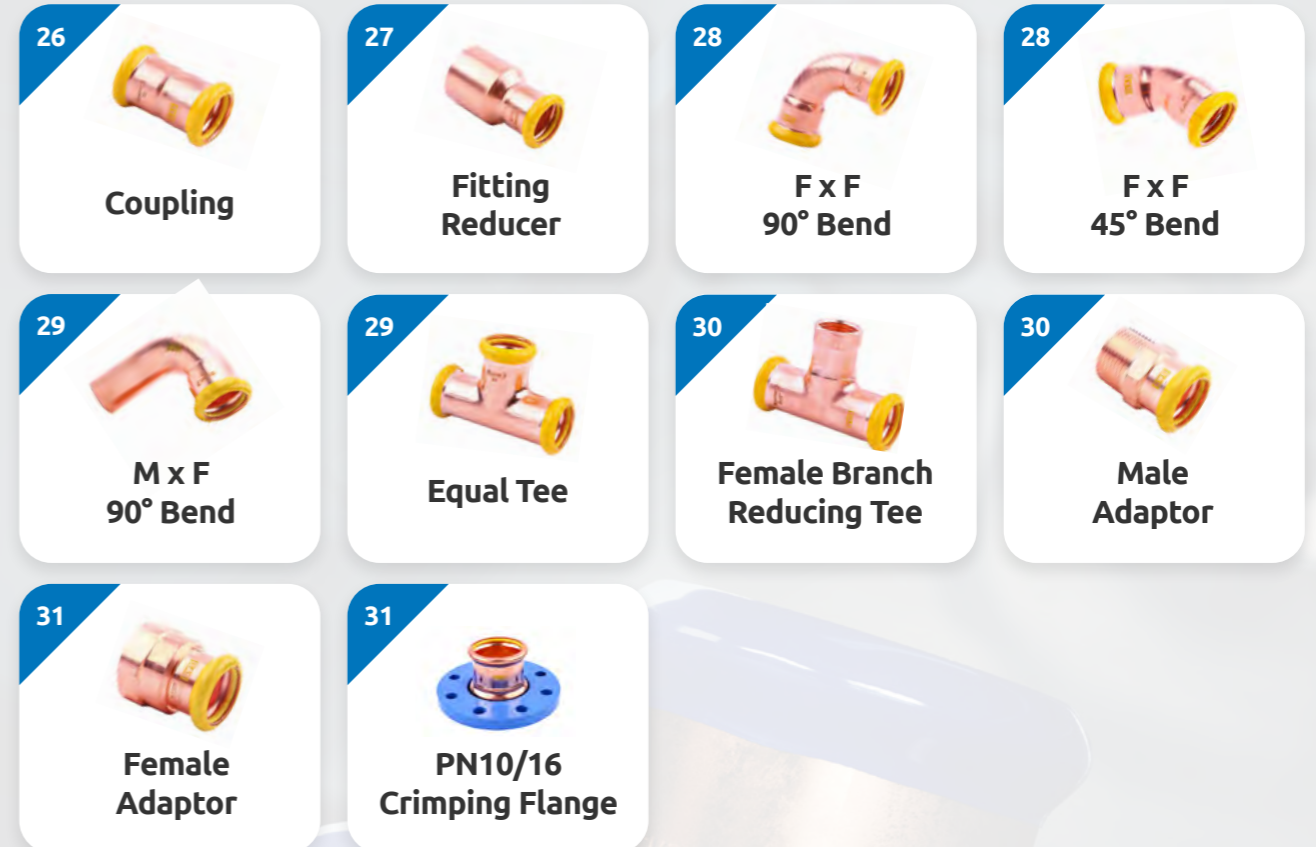 26
Coupling
27
Fitting
Reducer
28
F x F
90° Bend
28
F x F
45° Bend
29
M x F
90° Bend
29
Equal Tee
30
Female Branch
Reducing Tee
30
Male
Adaptor
31
Female
Adaptor
31
PN10/16
Crimping Flange